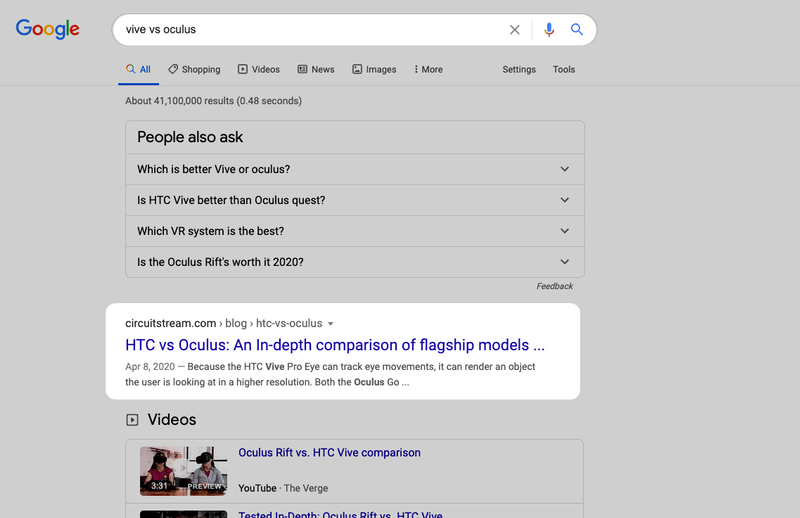 Google
vive vs oculus
All Shopping Videos News Images More Settings Tools
About 41,100,000 results (0.48 seconds)
People also ask
Which is better Vive or oculus?
Is HTC Vive better than Oculus quest?
Which VR system is the best?
Is the Oculus Rift's worth it 2020?
Feedback
circuitstream.com › blog › htc-vs-oculus
HTC vs Oculus: An In-depth comparison of flagship models ...
Apr 8, 2020 — Because the HTC Vive Pro Eye can track eye movements, it can render an object
the user is looking at in a higher resolution. Both the Oculus Go ...
Videos
Oculus Rift vs. HTC Vive comparison
3:31 PREVIEW
YouTube · The Verge
Tested In-Depth: Oculus Rift vs. HTC Vive